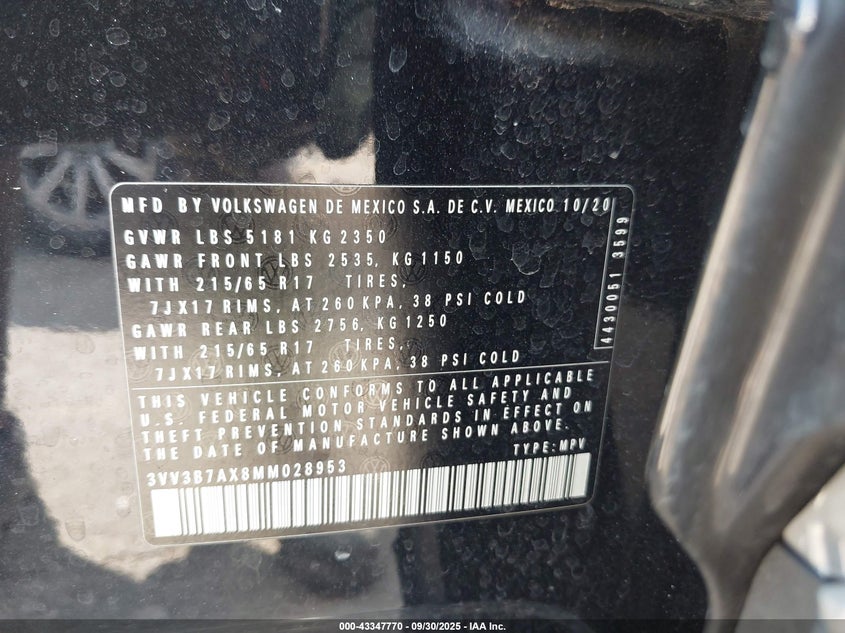 MFD BY VOLKSWAGEN DE MEXICO S.A. DE C.V. MEXICO 10/20
GVWR LBS 5181 KG 2350
GAWR FRONT LBS 2535, KG 1150
WITH 215/65 R17 TIRES,
7JX17 RIMS, AT 260 KPA, 38 PSI COLD
GAWR REAR LBS 2756, KG 1250
WITH 215/65 R17 TIRES,
7JX17 RIMS, AT 260 KPA, 38 PSI COLD
4430051 3599
THIS VEHICLE CONFORMS TO ALL APPLICABLE
U.S. FEDERAL MOTOR VEHICLE SAFETY AND
THEFT PREVENTION STANDARDS IN EFFECT ON
THE DATE OF MANUFACTURE SHOWN ABOVE.
TYPE: MPV
3VV3B7AX8MM028953
000-43347770 - 09/30/2025 - IAA Inc.